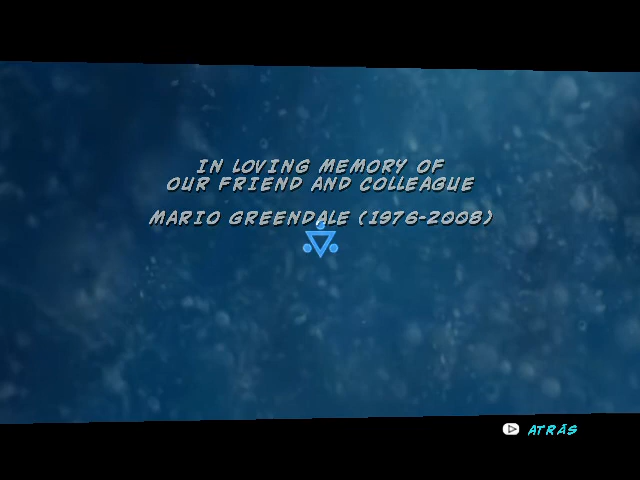 IN LOVING MEMORY OF
OUR FRIEND AND COLLEAGUE
MARIO GREENDALE (1976-2008)
ATRÁS